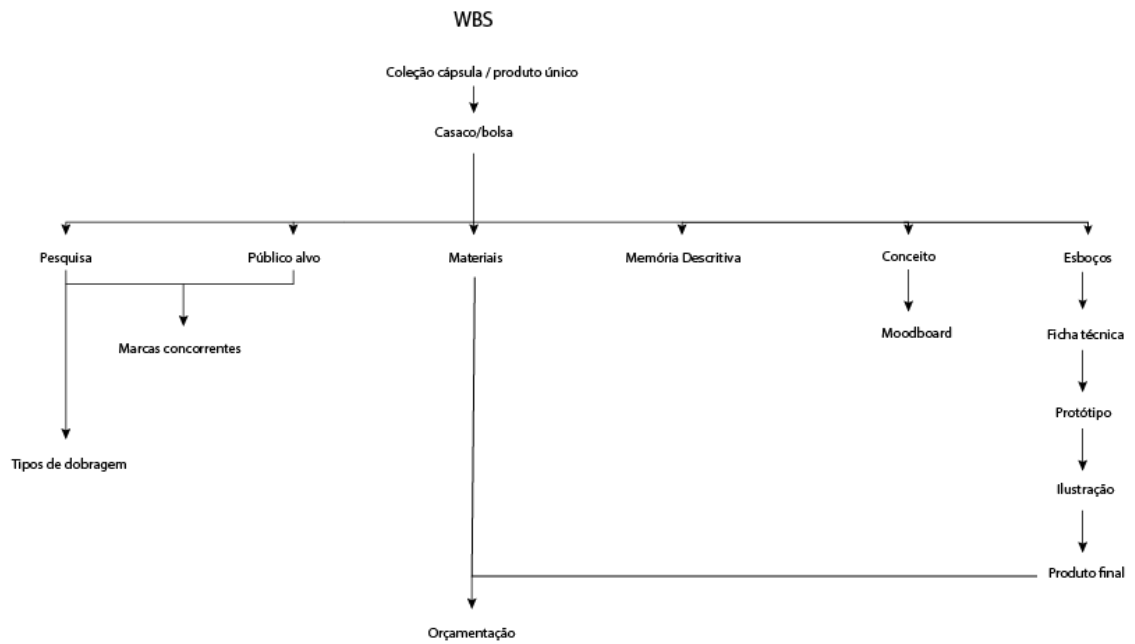 WBS
Coleção cápsula / produto único
Casaco/bolsa
Pesquisa
Público alvo
Materiais
Memória Descritiva
Conceito
Esboços
Marcas concorrentes
Moodboard
Ficha técnica
Protótipo
Tipos de dobragem
Ilustração
Produto final
Orçamentação